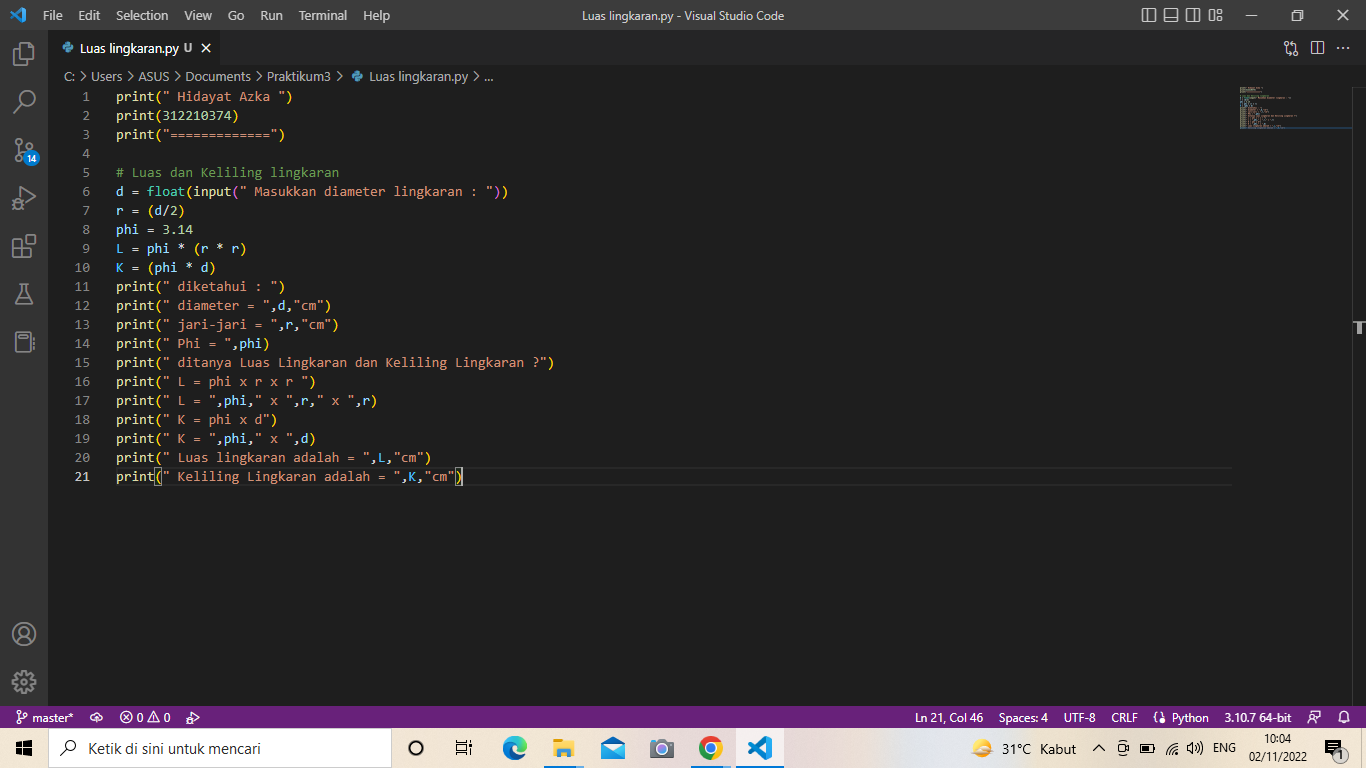 File Edit Selection View Go Run Terminal Help
Luas lingkaran.py - Visual Studio Code
Luas lingkaran.py U
C: > Users > ASUS > Documents > Praktikum3 > Luas lingkaran.py > ...
1 print(" Hidayat Azka ")
2 print(312210374)
3 print("=============")
4
5 # Luas dan Keliling lingkaran
6 d = float(input(" Masukkan diameter lingkaran : "))
7 r = (d/2)
8 phi = 3.14
9 L = phi * (r * r)
10 K = (phi * d)
11 print(" diketahui : ")
12 print(" diameter = ",d,"cm")
13 print(" jari-jari = ",r,"cm")
14 print(" Phi = ",phi)
15 print(" ditanya Luas Lingkaran dan Keliling Lingkaran ?")
16 print(" L = phi x r x r ")
17 print(" L = ",phi," x ",r," x ",r)
18 print(" K = phi x d")
19 print(" K = ",phi," x ",d)
20 print(" Luas lingkaran adalah = ",L,"cm")
21 print(" Keliling Lingkaran adalah = ",K,"cm")
14
master* 0 0 Ln 21, Col 46 Spaces: 4 UTF-8 CRLF Python 3.10.7 64-bit
Ketik di sini untuk mencari
31°C Kabut
ENG
10:04
02/11/2022
1